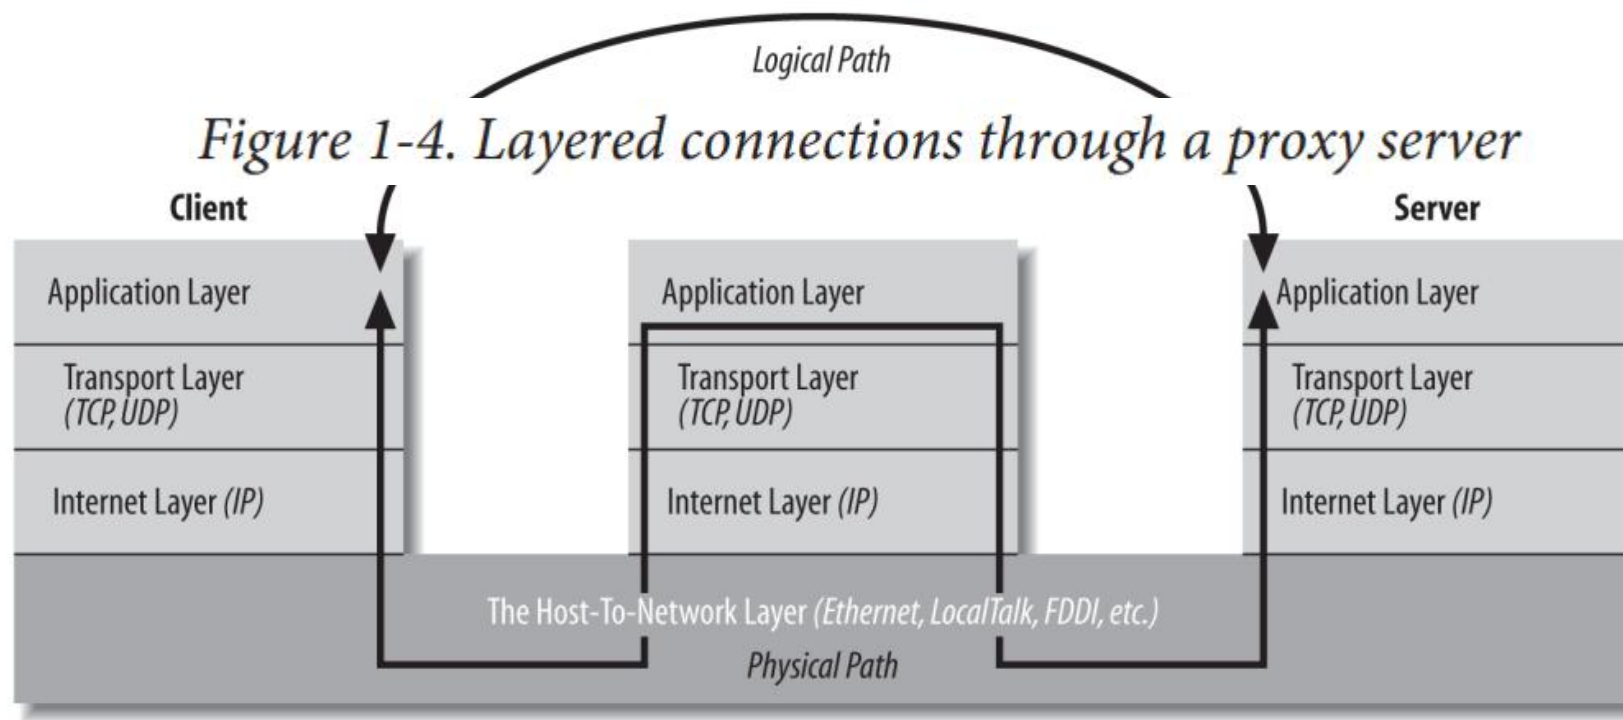 Logical Path
Figure 1-4. Layered connections through a proxy server
Client
Server
Application Layer
Application Layer
Application Layer
Transport Layer
(TCP, UDP)
Transport Layer
(TCP, UDP)
Transport Layer
(TCP, UDP)
Internet Layer (IP)
Internet Layer (IP)
Internet Layer (IP)
The Host-To-Network Layer (Ethernet, LocalTalk, FDDI, etc.)
Physical Path